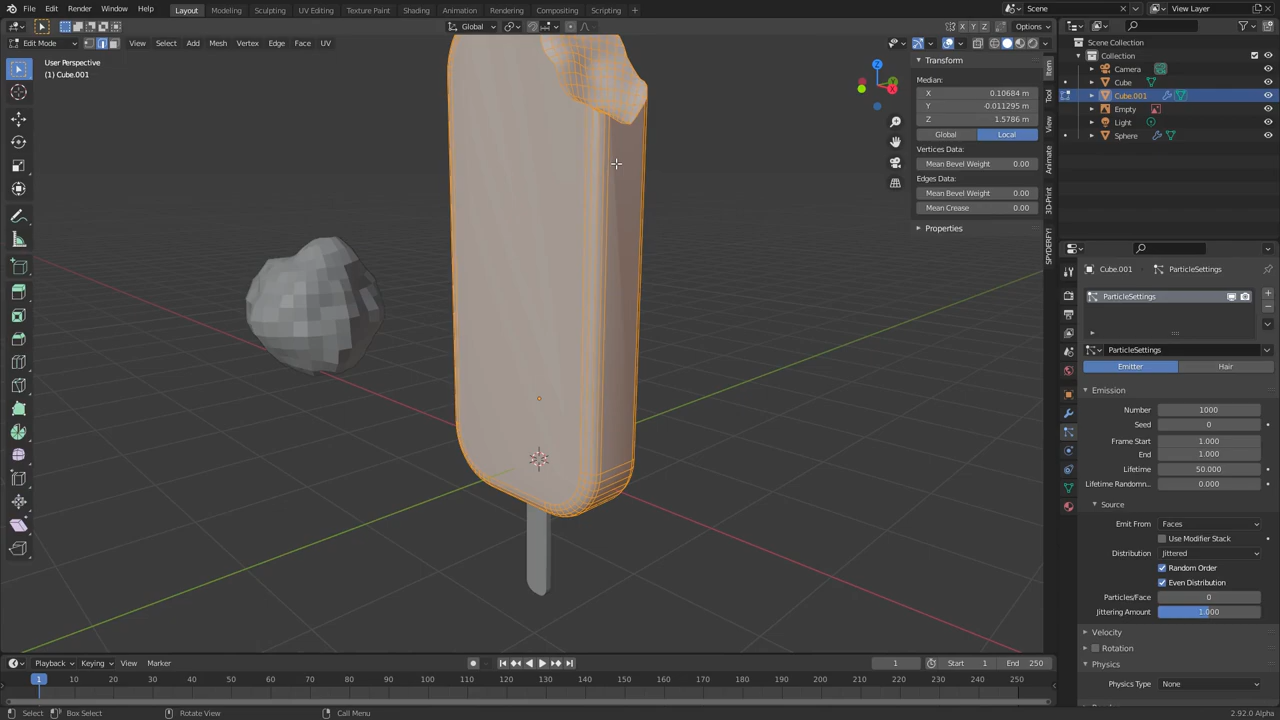 File Edit Render Window Help Layout Modeling Sculpting UV Editing Texture Paint Shading Animation Rendering Compositing Scripting + Scene View Layer
Global Options
Edit Mode View Select Add Mesh Vertex Edge Face UV
User Perspective
(1) Cube.001
Z
Y
X
Transform
Median:
X 0.10684 m
Y -0.011295 m
Z 1.5786 m
Global Local
Vertices Data:
Mean Bevel Weight 0.00
Edges Data:
Mean Bevel Weight 0.00
Mean Crease 0.00
Properties
Item
Tool
View
Animate
3D-Print
SPYDERFY!
Scene Collection
Collection
Camera
Cube
Cube.001
Empty
Light
Sphere
Cube.001 ParticleSettings
ParticleSettings
ParticleSettings
Emitter Hair
Emission
Number 1000
Seed 0
Frame Start 1.000
End 1.000
Lifetime 50.000
Lifetime Randomn.. 0.000
Source
Emit From Faces
Use Modifier Stack
Distribution Jittered
Random Order
Even Distribution
Particles/Face 0
Jittering Amount 1.000
Velocity
Rotation
Physics
Physics Type None
Playback Keying View Marker 1 Start 1 End 250
1 10 20 30 40 50 60 70 80 90 100 110 120 130 140 150 160 170 180 190 200 210 220 230 240 250
Select Box Select Rotate View Call Menu 2.92.0 Alpha